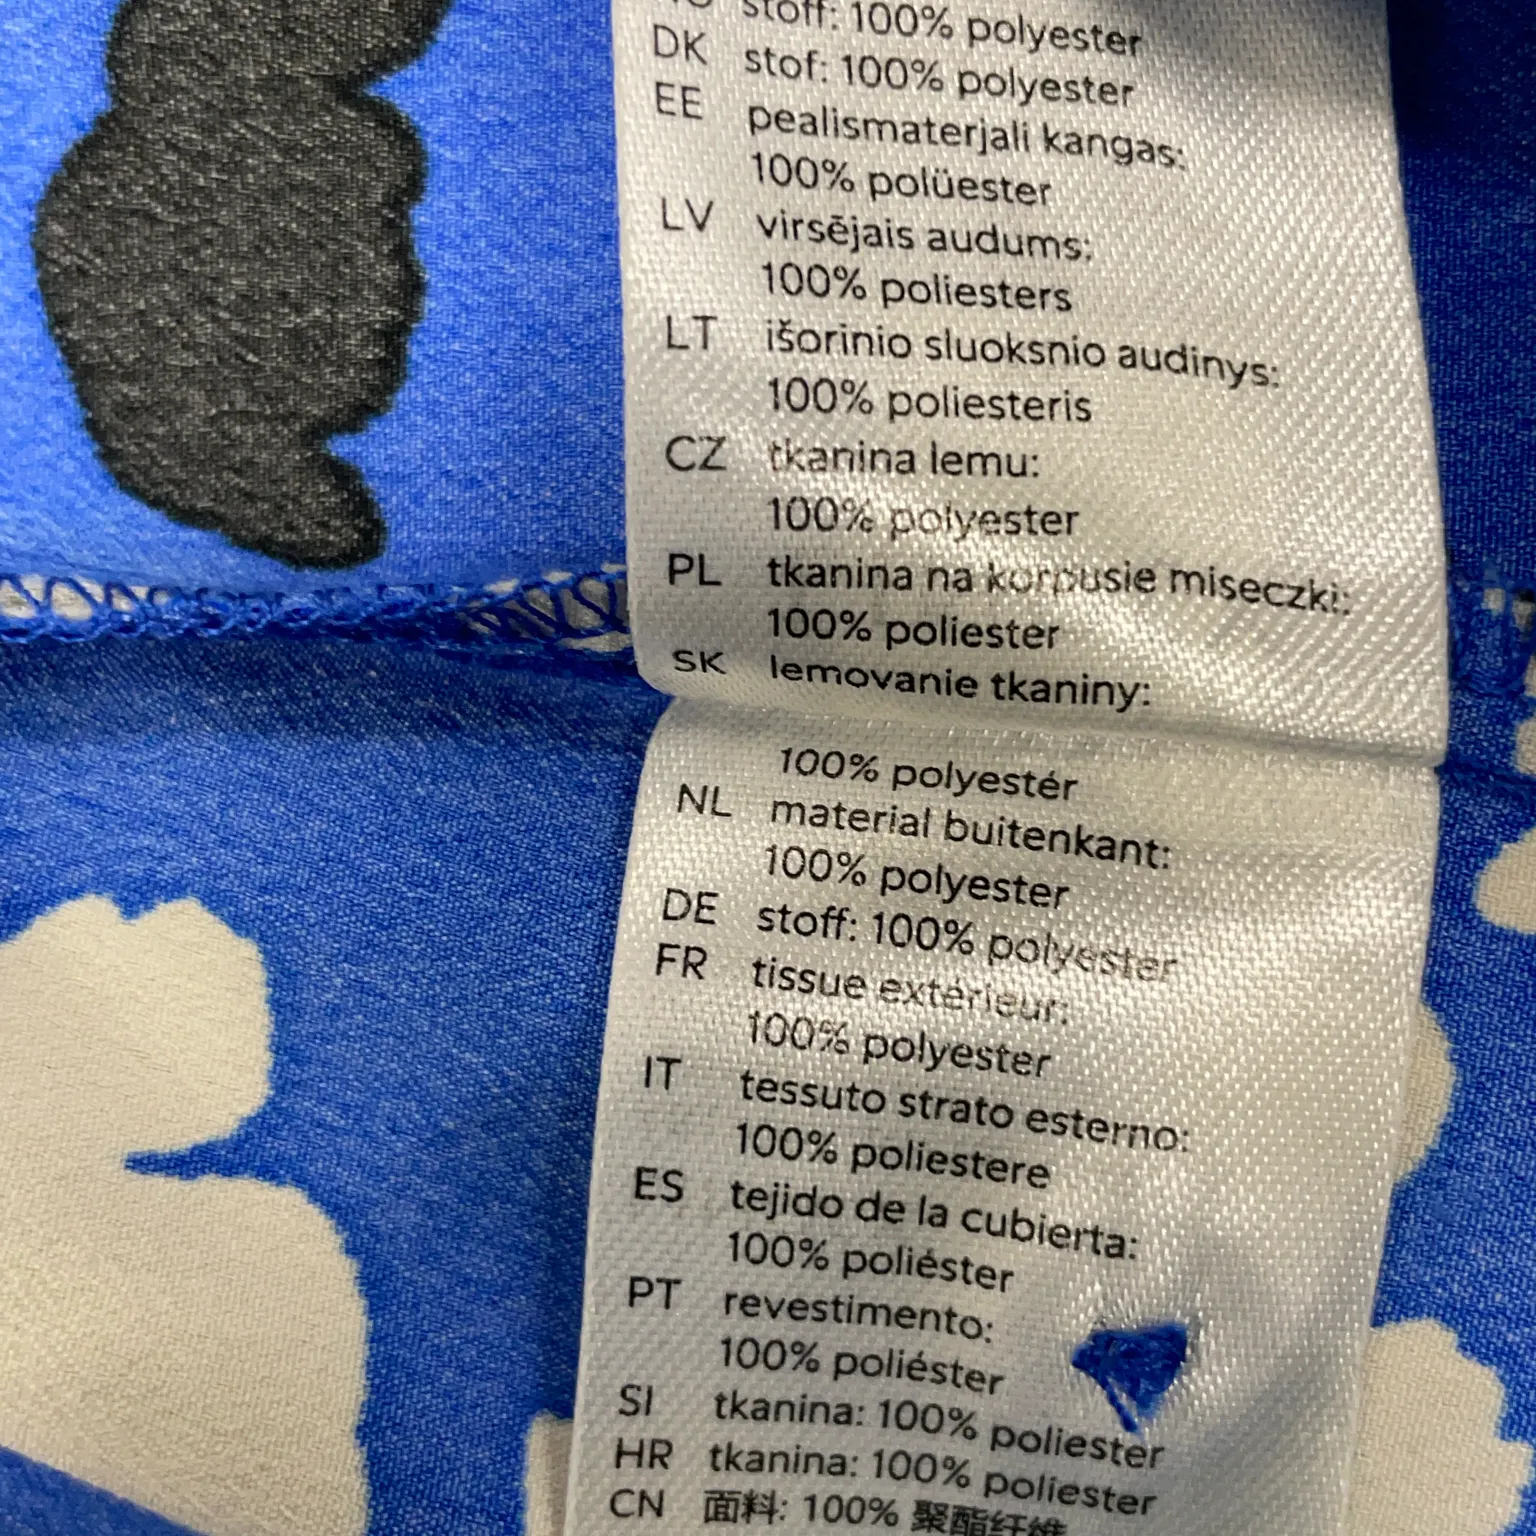 stoff: 100% polyester
DK stof: 100% polyester
EE pealismaterjali kangas:
100% polüester
LV virsējais audums:
100% poliesters
LT išorinio sluoksnio audinys:
100% poliesteris
CZ tkanina lemu:
100% polyester
PL tkanina na korpusie miseczki:
100% poliester
SK lemovanie tkaniny:
100% polyestér
NL material buitenkant:
100% polyester
DE stoff: 100% polyester
FR tissue extérieur:
100% polyester
IT tessuto strato esterno:
100% poliestere
ES tejido de la cubierta:
100% poliéster
PT revestimento:
100% poliéster
SI tkanina: 100% poliester
HR tkanina: 100% poliester
CN 面料: 100% 聚酯纤维